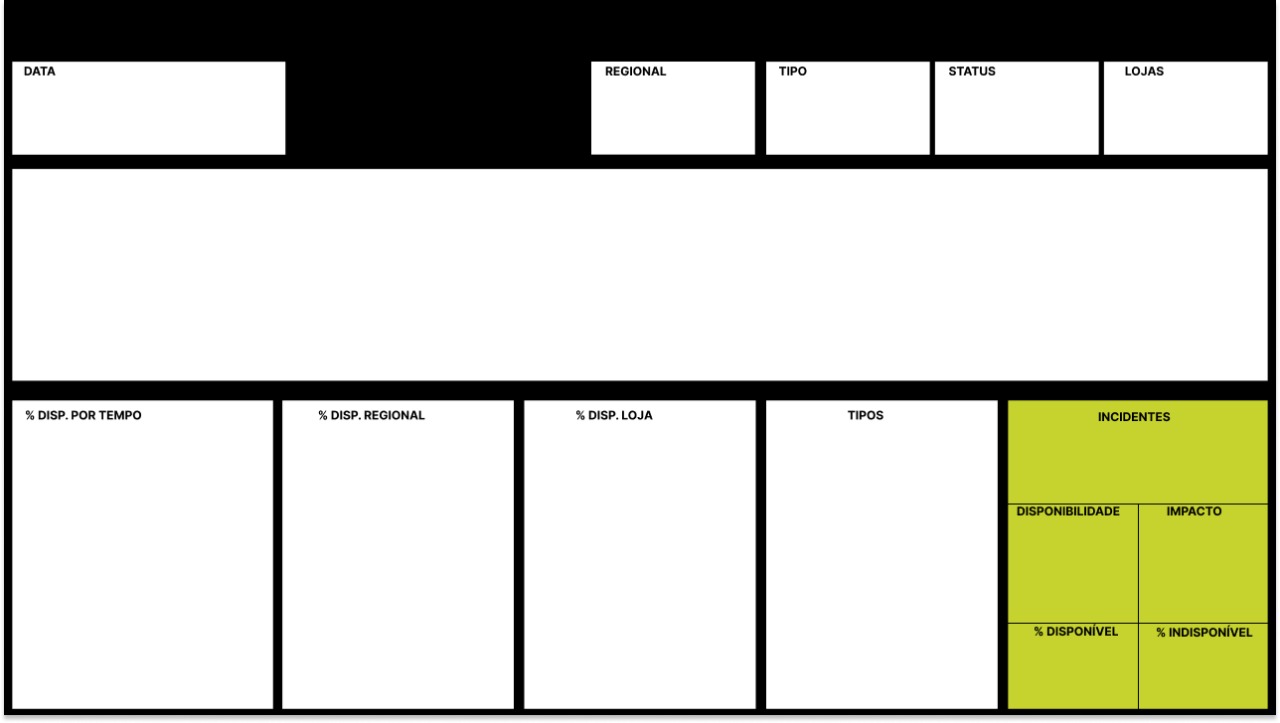 DATA
REGIONAL
TIPO
STATUS
LOJAS
% DISP. POR TEMPO
% DISP. REGIONAL
% DISP. LOJA
TIPOS
INCIDENTES
DISPONIBILIDADE
IMPACTO
% DISPONÍVEL
% INDISPONÍVEL